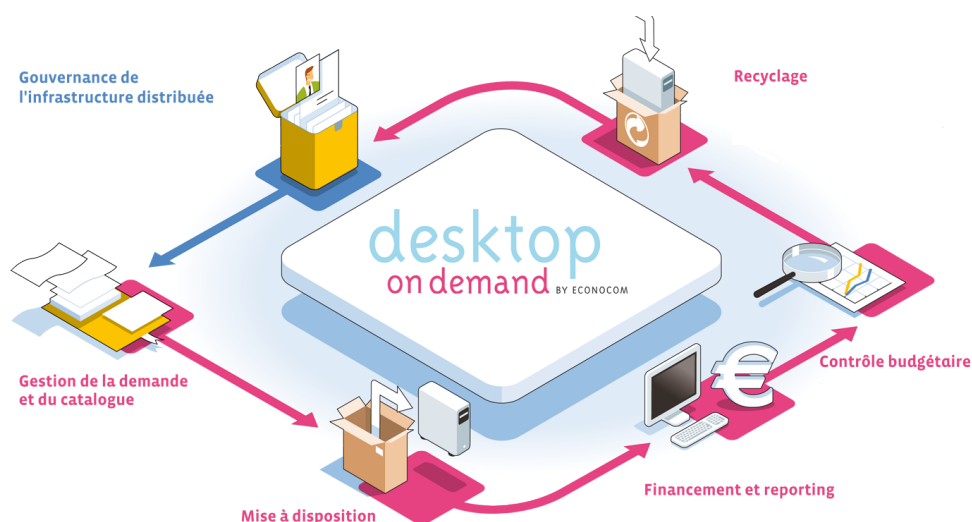 Gouvernance de
l'infrastructure distribuée
Recyclage
desktop
on demand BY ECONOCOM
Contrôle budgétaire
Gestion de la demande
et du catalogue
Financement et reporting
Mise à disposition